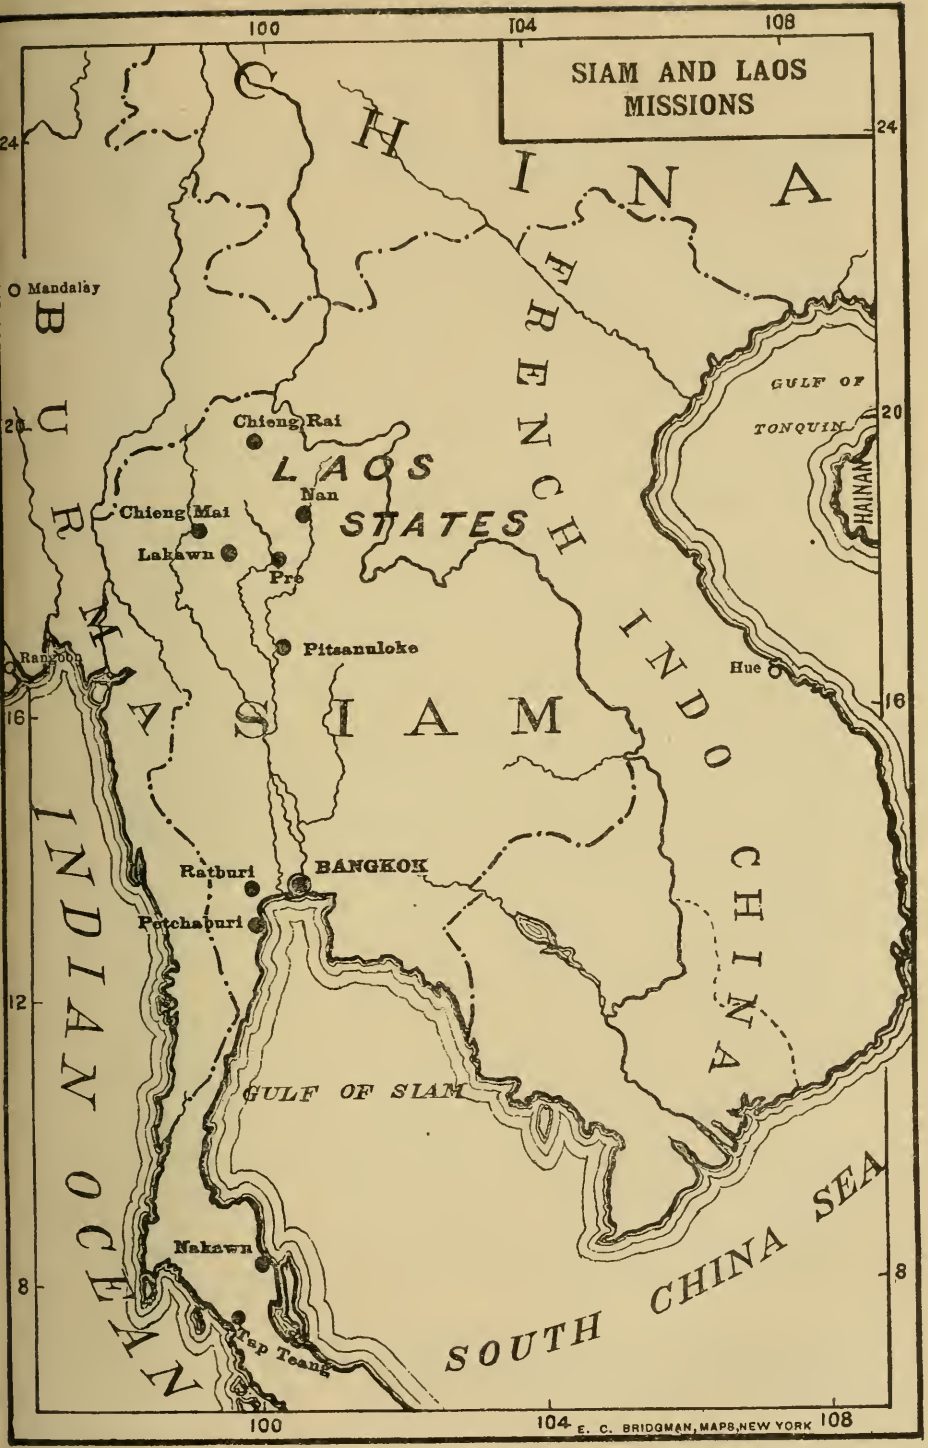 100
104
108
SIAM AND LAOS
MISSIONS
24
24
CHINA
Mandalay
BURMA
FRENCH INDO CHINA
GULF OF
TONQUIN
20
20
HAINAN
Chieng Rai
LAOS
STATES
Nan
Chieng Mai
Lakawn
Pre
Pitsanuloke
Rangoon
Hue
16
16
SIAM
INDIAN OCEAN
Ratburi
BANGKOK
Petchaburi
12
GULF OF SIAM
SOUTH CHINA SEA
Nakawn
8
8
Tap Teang
100
104
108
E. C. BRIDGMAN, MAPS, NEW YORK